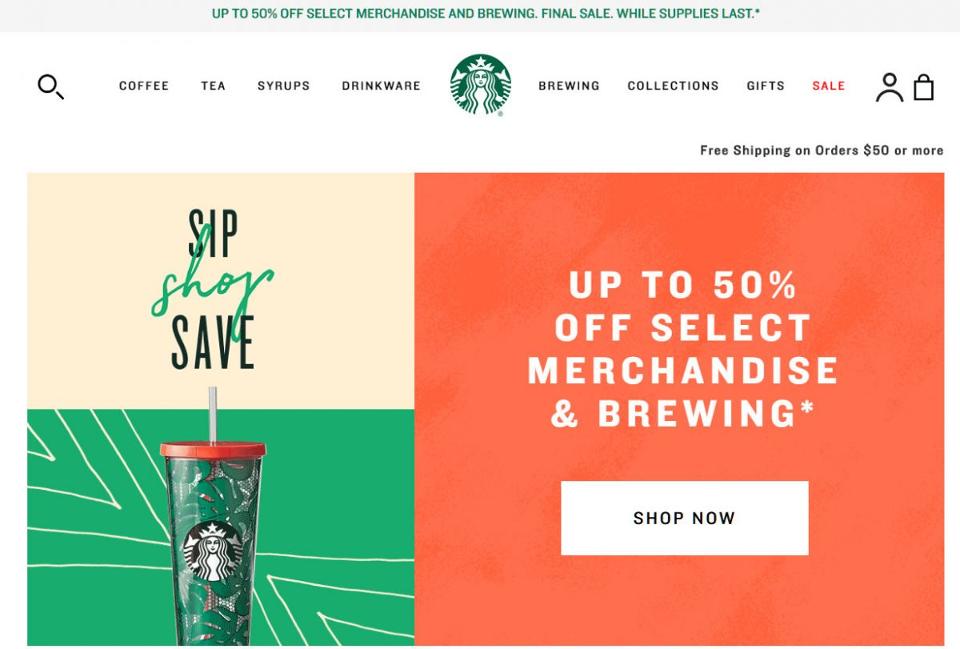 UP TO 50% OFF SELECT MERCHANDISE AND BREWING. FINAL SALE. WHILE SUPPLIES LAST.*
COFFEE TEA SYRUPS DRINKWARE BREWING COLLECTIONS GIFTS SALE
Free Shipping on Orders $50 or more
SIP
shop
SAVE
UP TO 50%
OFF SELECT
MERCHANDISE
& BREWING*
SHOP NOW